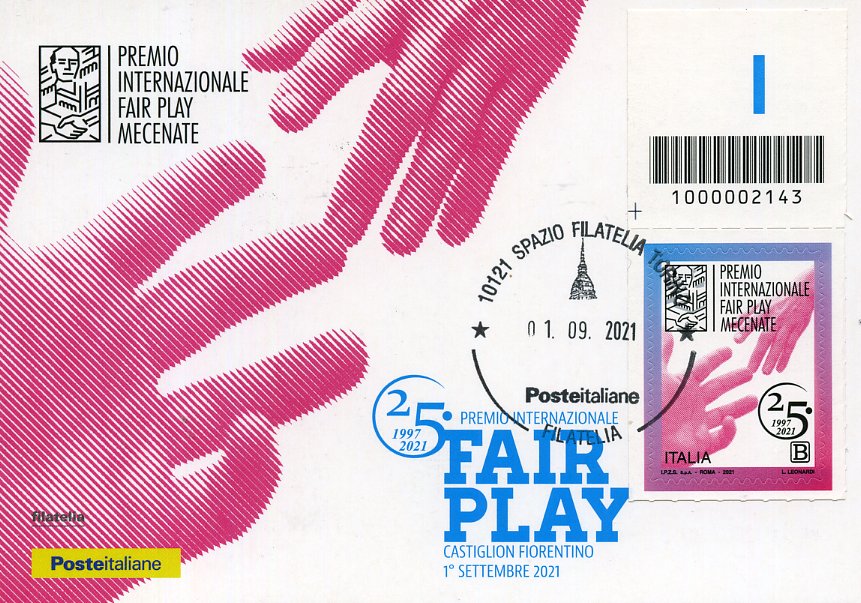 PREMIO
INTERNAZIONALE
FAIR PLAY
MECENATE
1000002143
10121 SPAZIO FILATELIA TORINO
01. 09. 2021
Posteitaliane
FILATELIA
PREMIO
INTERNAZIONALE
FAIR PLAY
MECENATE
25°
1997
2021
ITALIA
B
I.P.Z.S. S.p.A. - ROMA - 2021
L. LEONARDI
25°
1997
2021
PREMIO INTERNAZIONALE
FAIR
PLAY
CASTIGLION FIORENTINO
1° SETTEMBRE 2021
filatelia
Posteitaliane